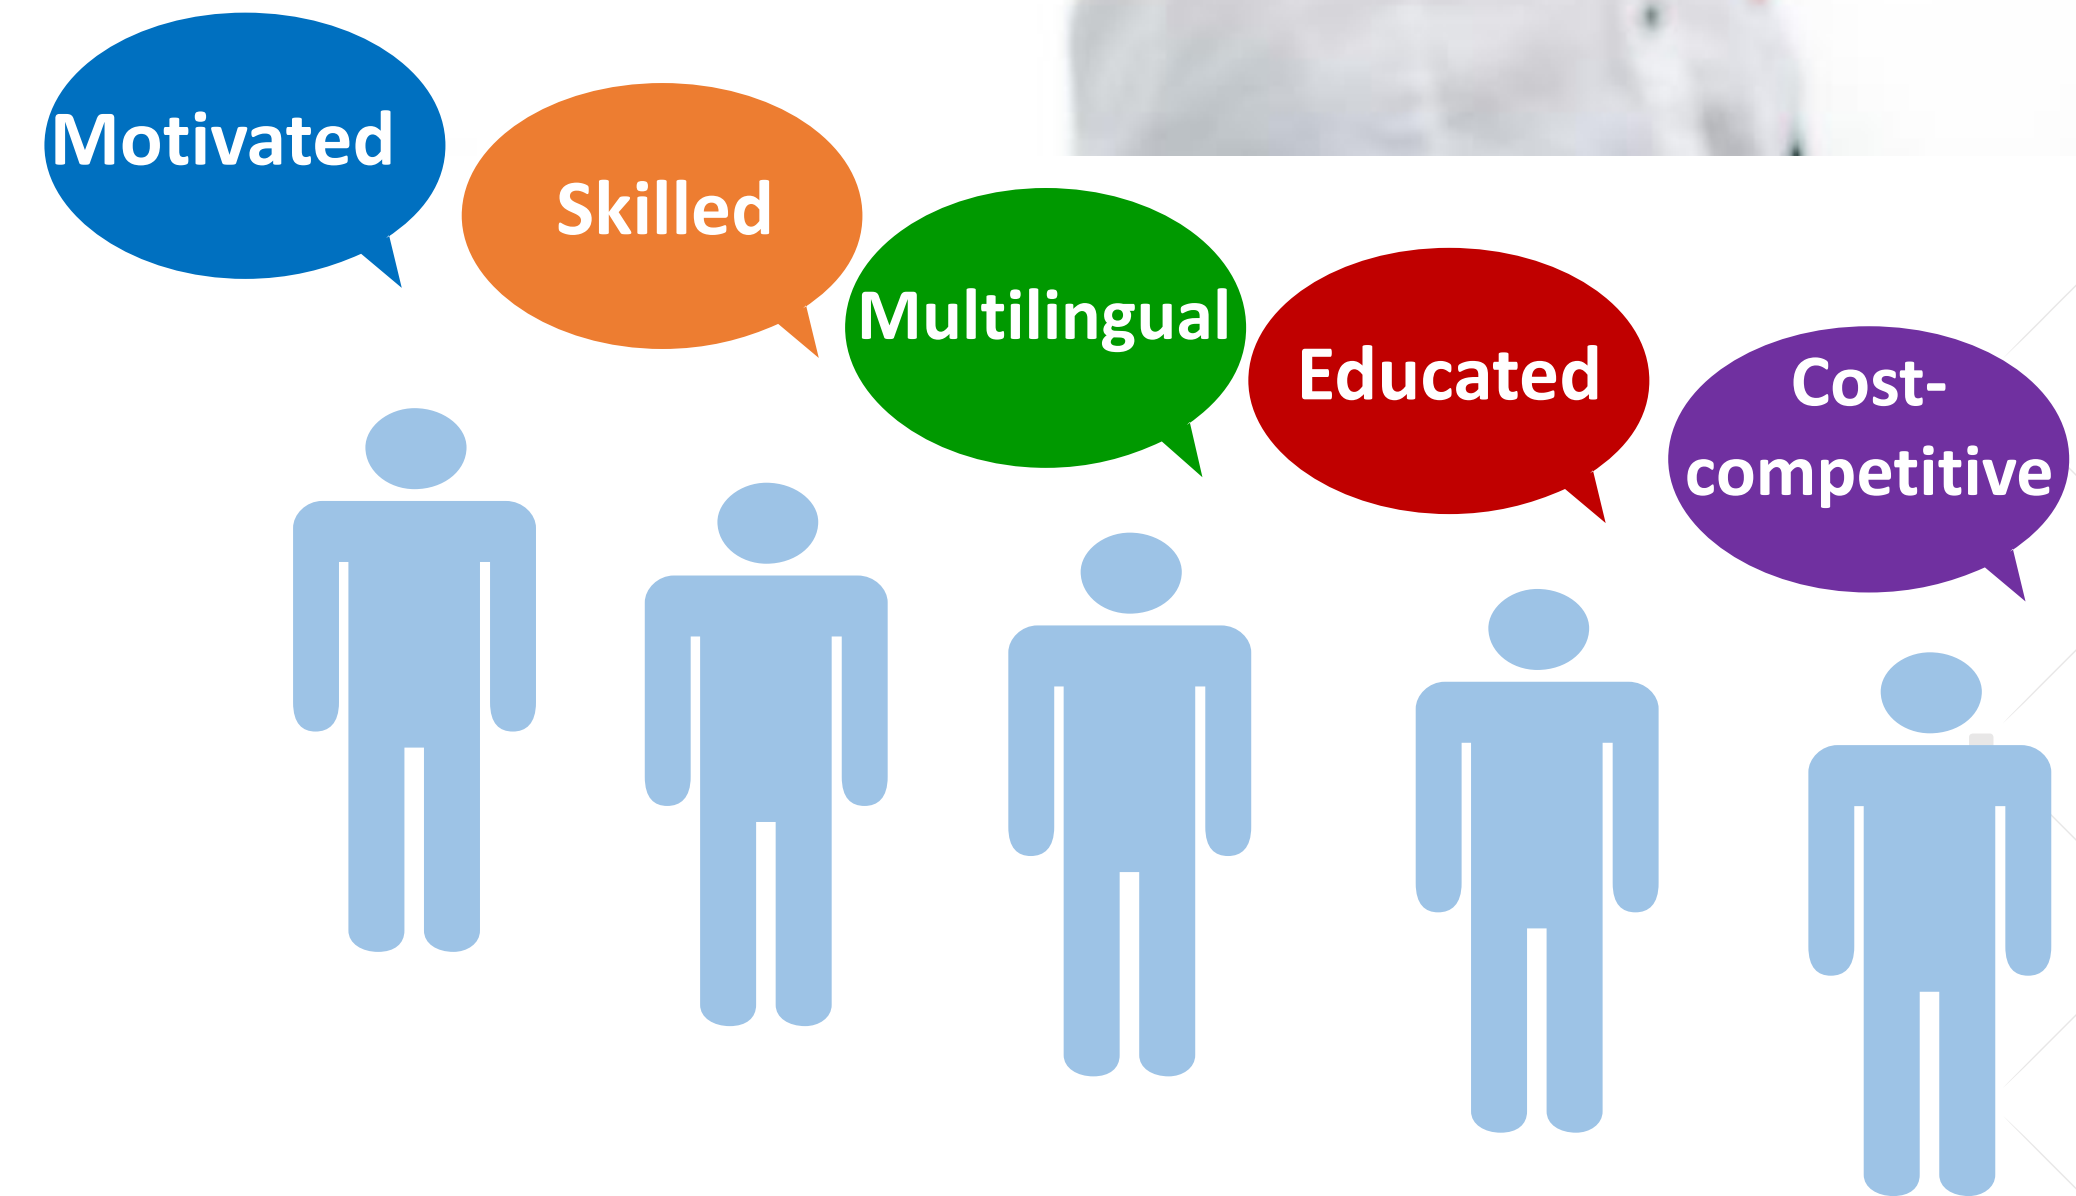 Motivated
Skilled
Multilingual
Educated
Cost-
competitive